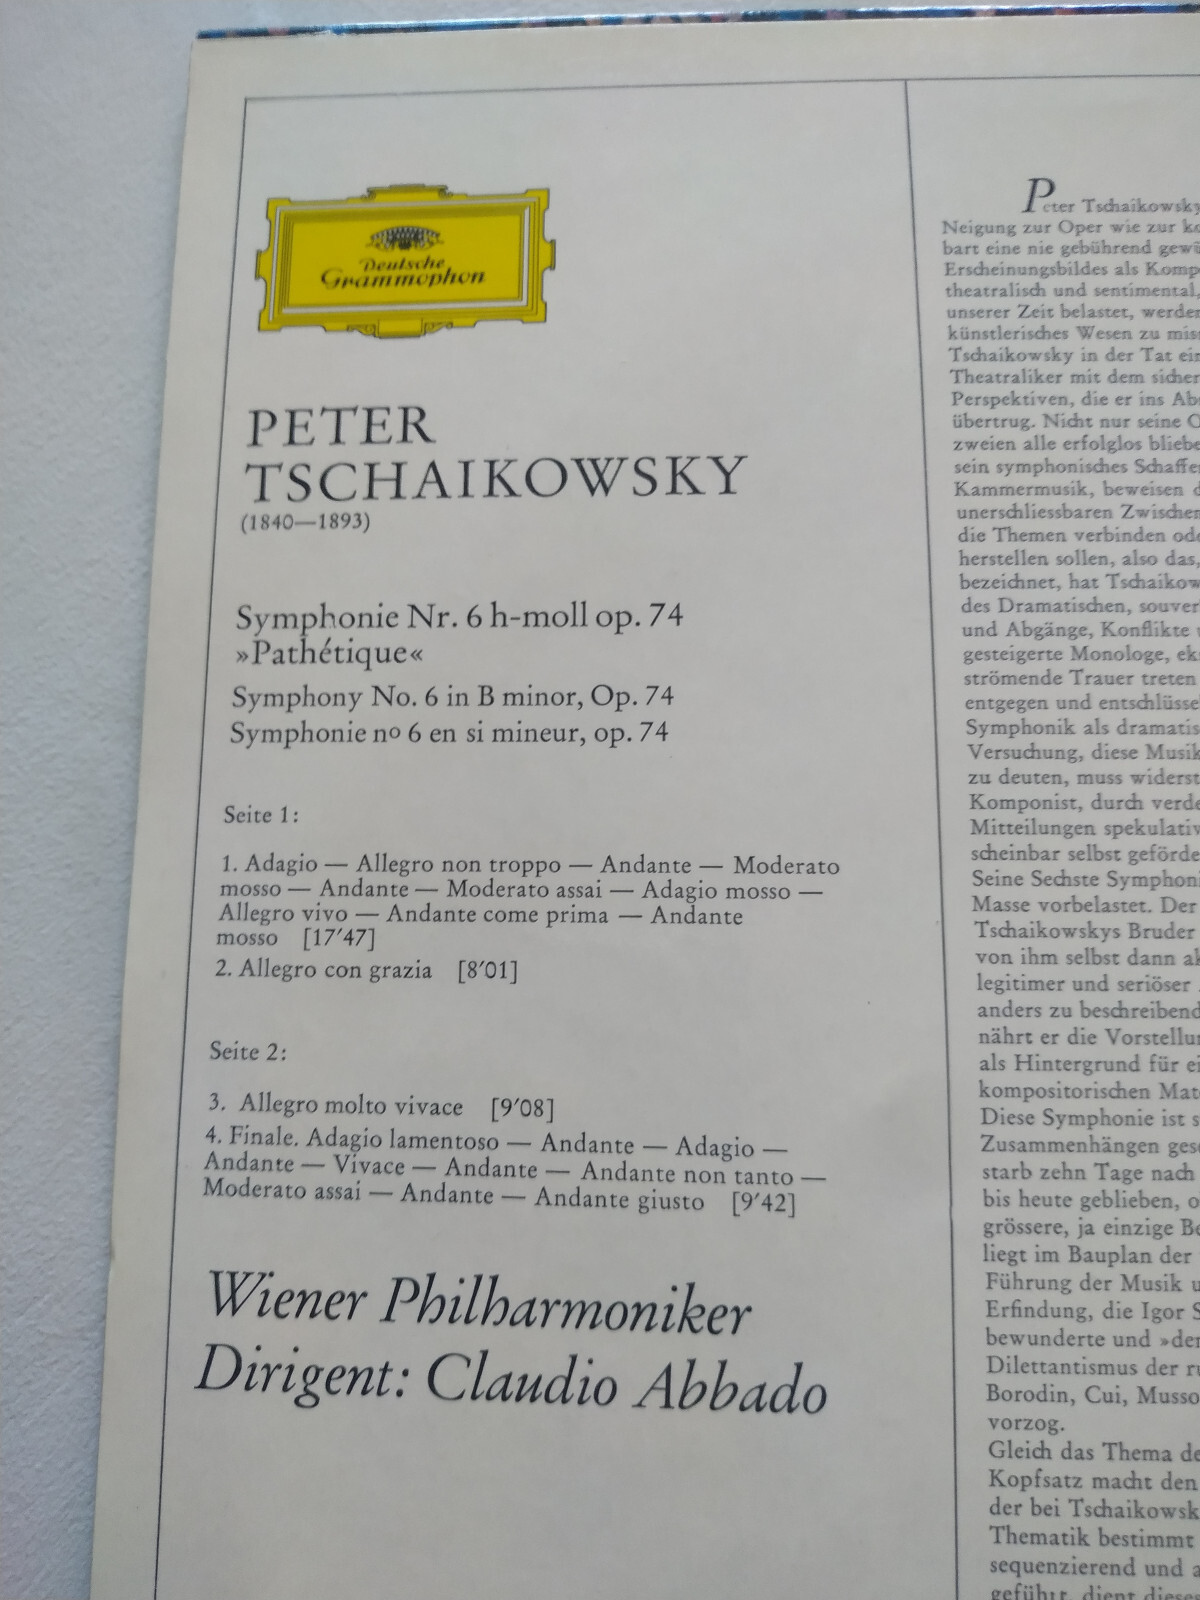 Deutsche
Grammophon
PETER
TSCHAIKOWSKY
(1840—1893)
Symphonie Nr. 6 h-moll op. 74
»Pathétique«
Symphony No. 6 in B minor, Op. 74
Symphonie no 6 en si mineur, op. 74
Seite 1:
1. Adagio — Allegro non troppo — Andante — Moderato
mosso — Andante — Moderato assai — Adagio mosso —
Allegro vivo — Andante come prima — Andante
mosso [17′47]
2. Allegro con grazia [8′01]
Seite 2:
3. Allegro molto vivace [9′08]
4. Finale. Adagio lamentoso — Andante — Adagio —
Andante — Vivace — Andante — Andante non tanto —
Moderato assai — Andante — Andante giusto [9′42]
Wiener Philharmoniker
Dirigent: Claudio Abbado
Peter Tschaikowsky
Neigung zur Oper wie zur
bart eine nie gebührend
Erscheinungsbildes als
theatralisch und sentimental,
unserer Zeit belastet,
künstlerisches Wesen zu
Tschaikowsky in der Tat
Theatraliker mit dem
Perspektiven, die er ins
übertrug. Nicht nur seine
zweien alle erfolglos
sein symphonisches
Kammermusik, beweisen
unerschliessbaren
die Themen verbinden
herstellen sollen, also das,
bezeichnet, hat
des Dramatischen,
und Abgänge, Konflikte
gesteigerte Monologe,
strömende Trauer treten
entgegen und
Symphonik als
Versuchung, diese Musik
zu deuten, muss
Komponist, durch
Mitteilungen
scheinbar selbst
Seine Sechste
Masse vorbelastet. Der
Tschaikowskys Bruder
von ihm selbst dann
legitimer und seriöser
anders zu
nährt er die
als Hintergrund für
kompositorischen
Diese Symphonie ist
Zusammenhängen
starb zehn Tage nach
bis heute geblieben,
grössere, ja einzige
liegt im Bauplan der
Führung der Musik
Erfindung, die Igor
bewunderte und
Dilettantismus der
Borodin, Cui,
vorzog.
Gleich das Thema
Kopfsatz macht den
der bei
Thematik bestimmt
sequenzierend und
geführt, dient